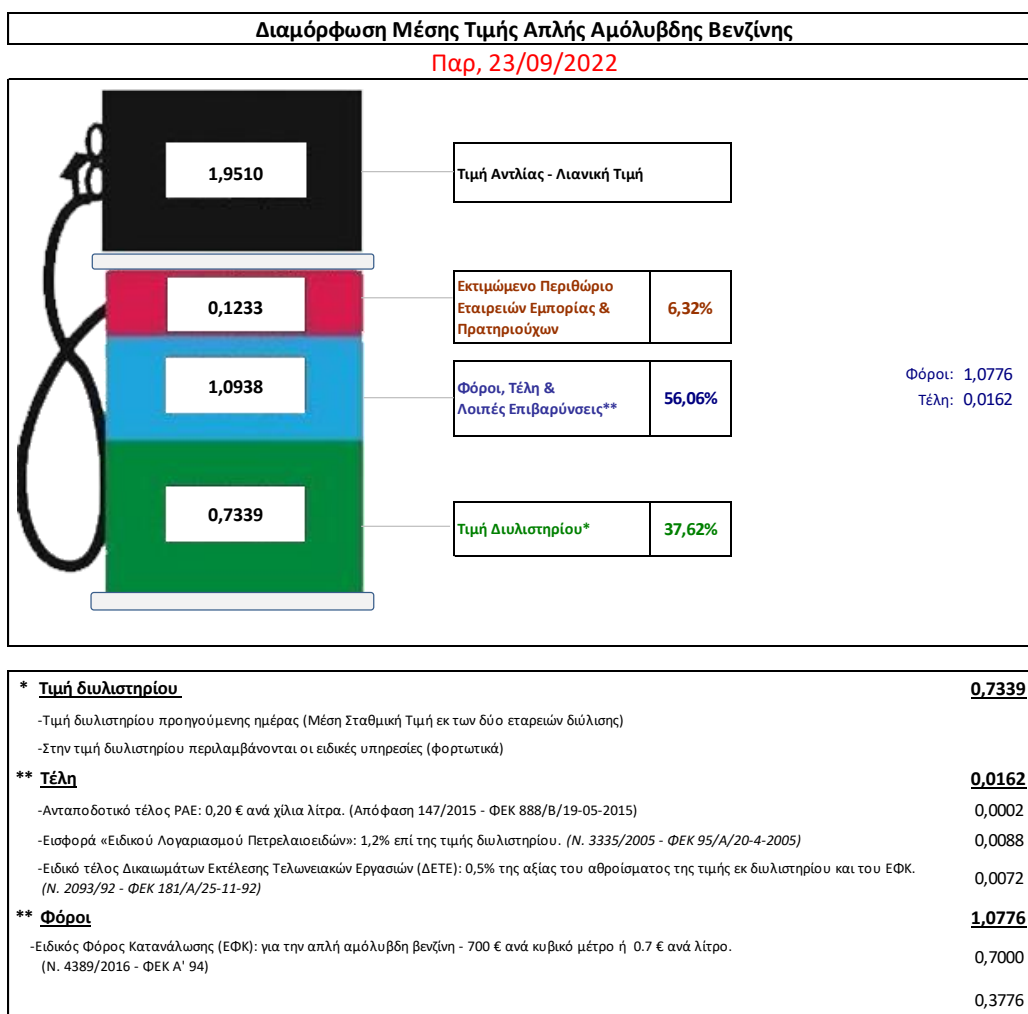 Διαμόρφωση Μέσης Τιμής Απλής Αμόλυβδης Βενζίνης
Παρ, 23/09/2022
1,9510
Τιμή Αντλίας - Λιανική Τιμή
0,1233
Εκτιμώμενο Περιθώριο
Εταιρειών Εμπορίας &
Πρατηριούχων
6,32%
1,0938
Φόροι, Τέλη &
Λοιπές Επιβαρύνσεις**
56,06%
Φόροι: 1,0776
Τέλη: 0,0162
0,7339
Τιμή Διυλιστηρίου*
37,62%
* Τιμή διυλιστηρίου 0,7339
-Τιμή διυλιστηρίου προηγούμενης ημέρας (Μέση Σταθμική Τιμή εκ των δύο εταρειών διύλισης)
-Στην τιμή διυλιστηρίου περιλαμβάνονται οι ειδικές υπηρεσίες (φορτωτικά)
** Τέλη 0,0162
-Ανταποδοτικό τέλος ΡΑΕ: 0,20 € ανά χίλια λίτρα. (Απόφαση 147/2015 - ΦΕΚ 888/Β/19-05-2015) 0,0002
-Εισφορά «Ειδικού Λογαριασμού Πετρελαιοειδών»: 1,2% επί της τιμής διυλιστηρίου. (Ν. 3335/2005 - ΦΕΚ 95/Α/20-4-2005) 0,0088
-Ειδικό τέλος Δικαιωμάτων Εκτέλεσης Τελωνειακών Εργασιών (ΔΕΤΕ): 0,5% της αξίας του αθροίσματος της τιμής εκ διυλιστηρίου και του ΕΦΚ.
(Ν. 2093/92 - ΦΕΚ 181/Α/25-11-92) 0,0072
** Φόροι 1,0776
-Ειδικός Φόρος Κατανάλωσης (ΕΦΚ): για την απλή αμόλυβδη βενζίνη - 700 € ανά κυβικό μέτρο ή 0.7 € ανά λίτρο.
(Ν. 4389/2016 - ΦΕΚ Α' 94) 0,7000
0,3776